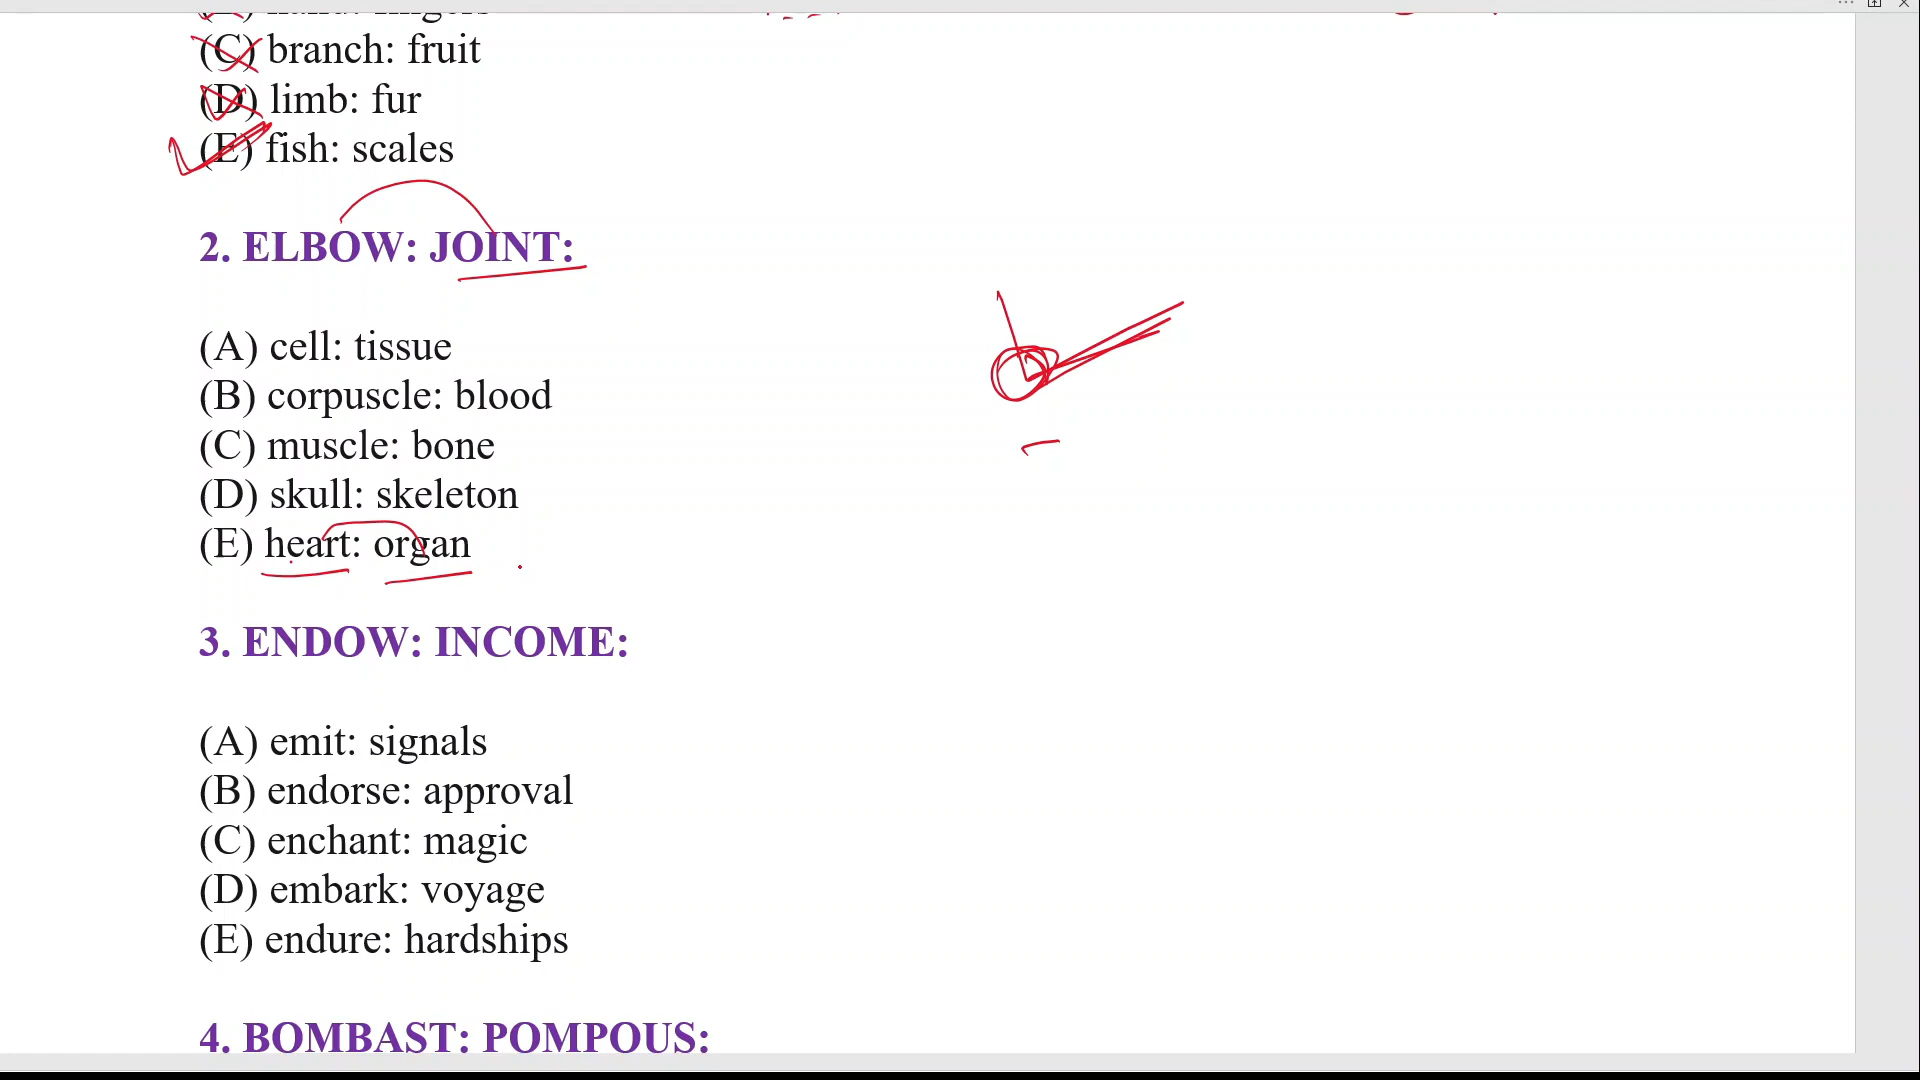 (C) branch: fruit
(D) limb: fur
(E) fish: scales
2. ELBOW: JOINT:
(A) cell: tissue
(B) corpuscle: blood
(C) muscle: bone
(D) skull: skeleton
(E) heart: organ
3. ENDOW: INCOME:
(A) emit: signals
(B) endorse: approval
(C) enchant: magic
(D) embark: voyage
(E) endure: hardships
4. BOMBAST: POMPOUS: